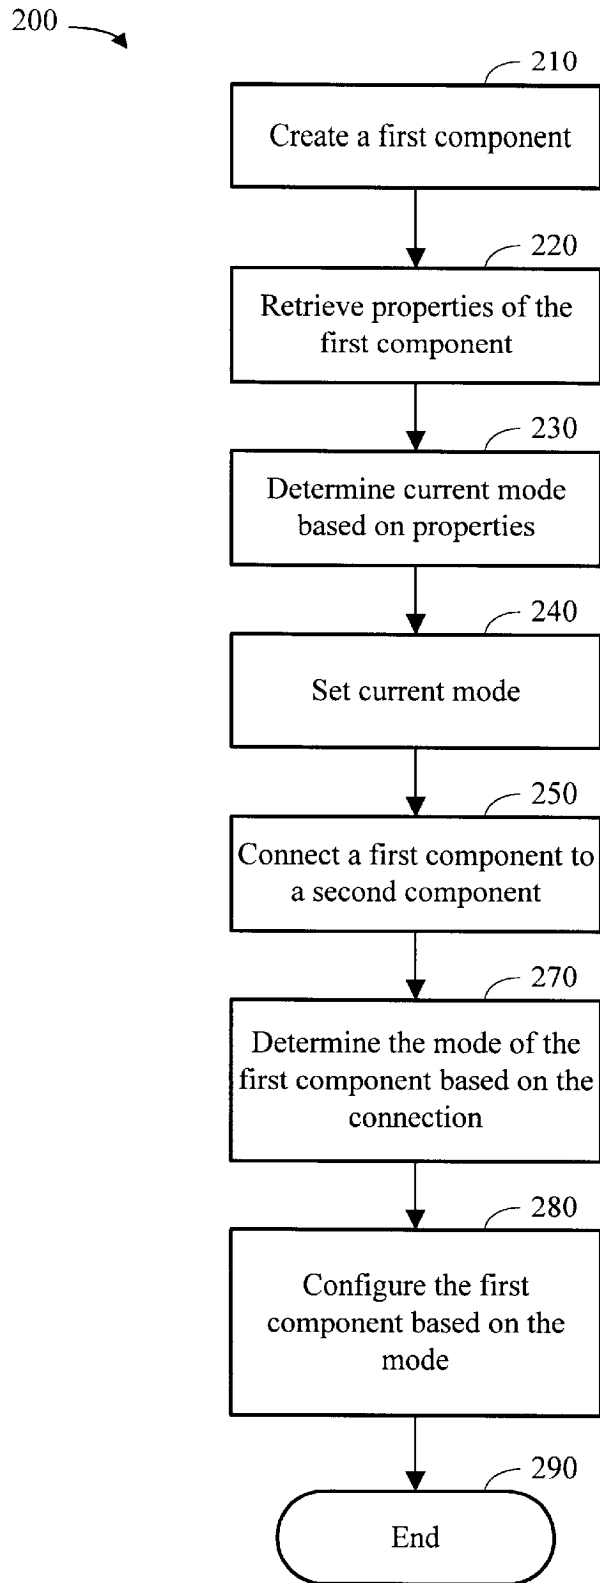 200
210
Create a first component
220
Retrieve properties of the
first component
230
Determine current mode
based on properties
240
Set current mode
250
Connect a first component to
a second component
270
Determine the mode of the
first component based on the
connection
280
Configure the first
component based on the
mode
290
End